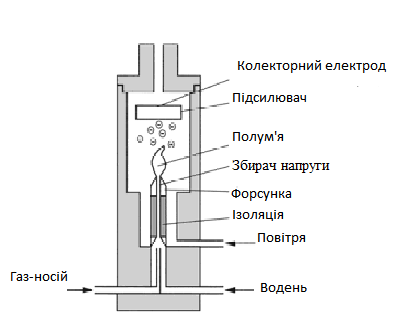 Колекторний електрод
Підсилювач
Полум'я
Збирач напруги
Форсунка
Ізоляція
Повітря
Газ-носій
Водень